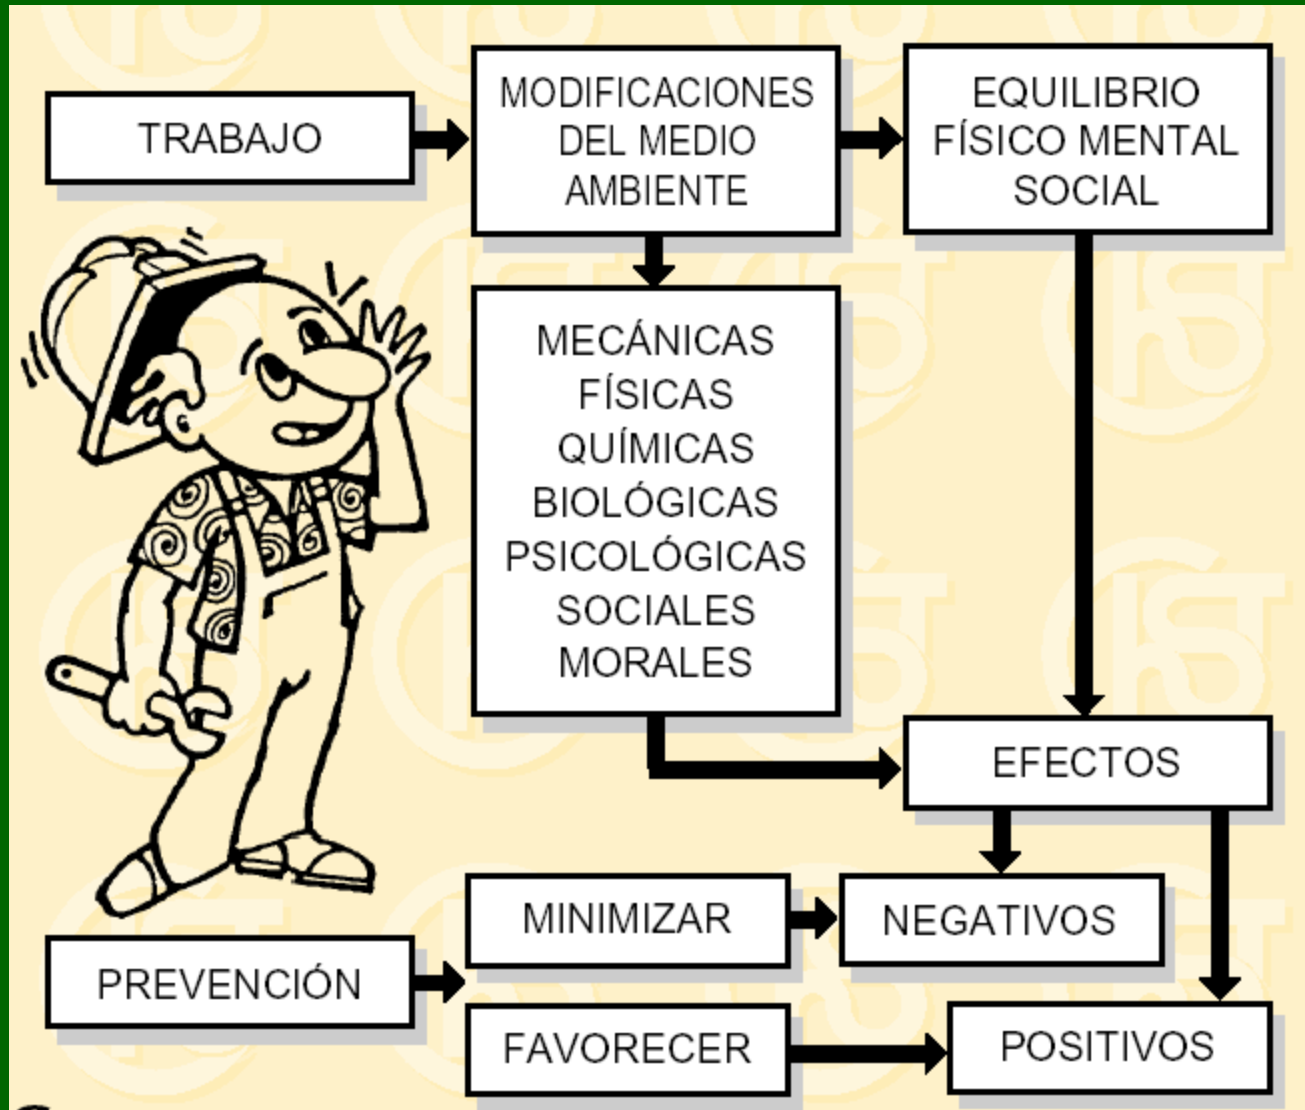 TRABAJO
MODIFICACIONES
DEL MEDIO
AMBIENTE
EQUILIBRIO
FÍSICO MENTAL
SOCIAL
MECÁNICAS
FÍSICAS
QUÍMICAS
BIOLÓGICAS
PSICOLÓGICAS
SOCIALES
MORALES
EFECTOS
MINIMIZAR
NEGATIVOS
PREVENCIÓN
FAVORECER
POSITIVOS